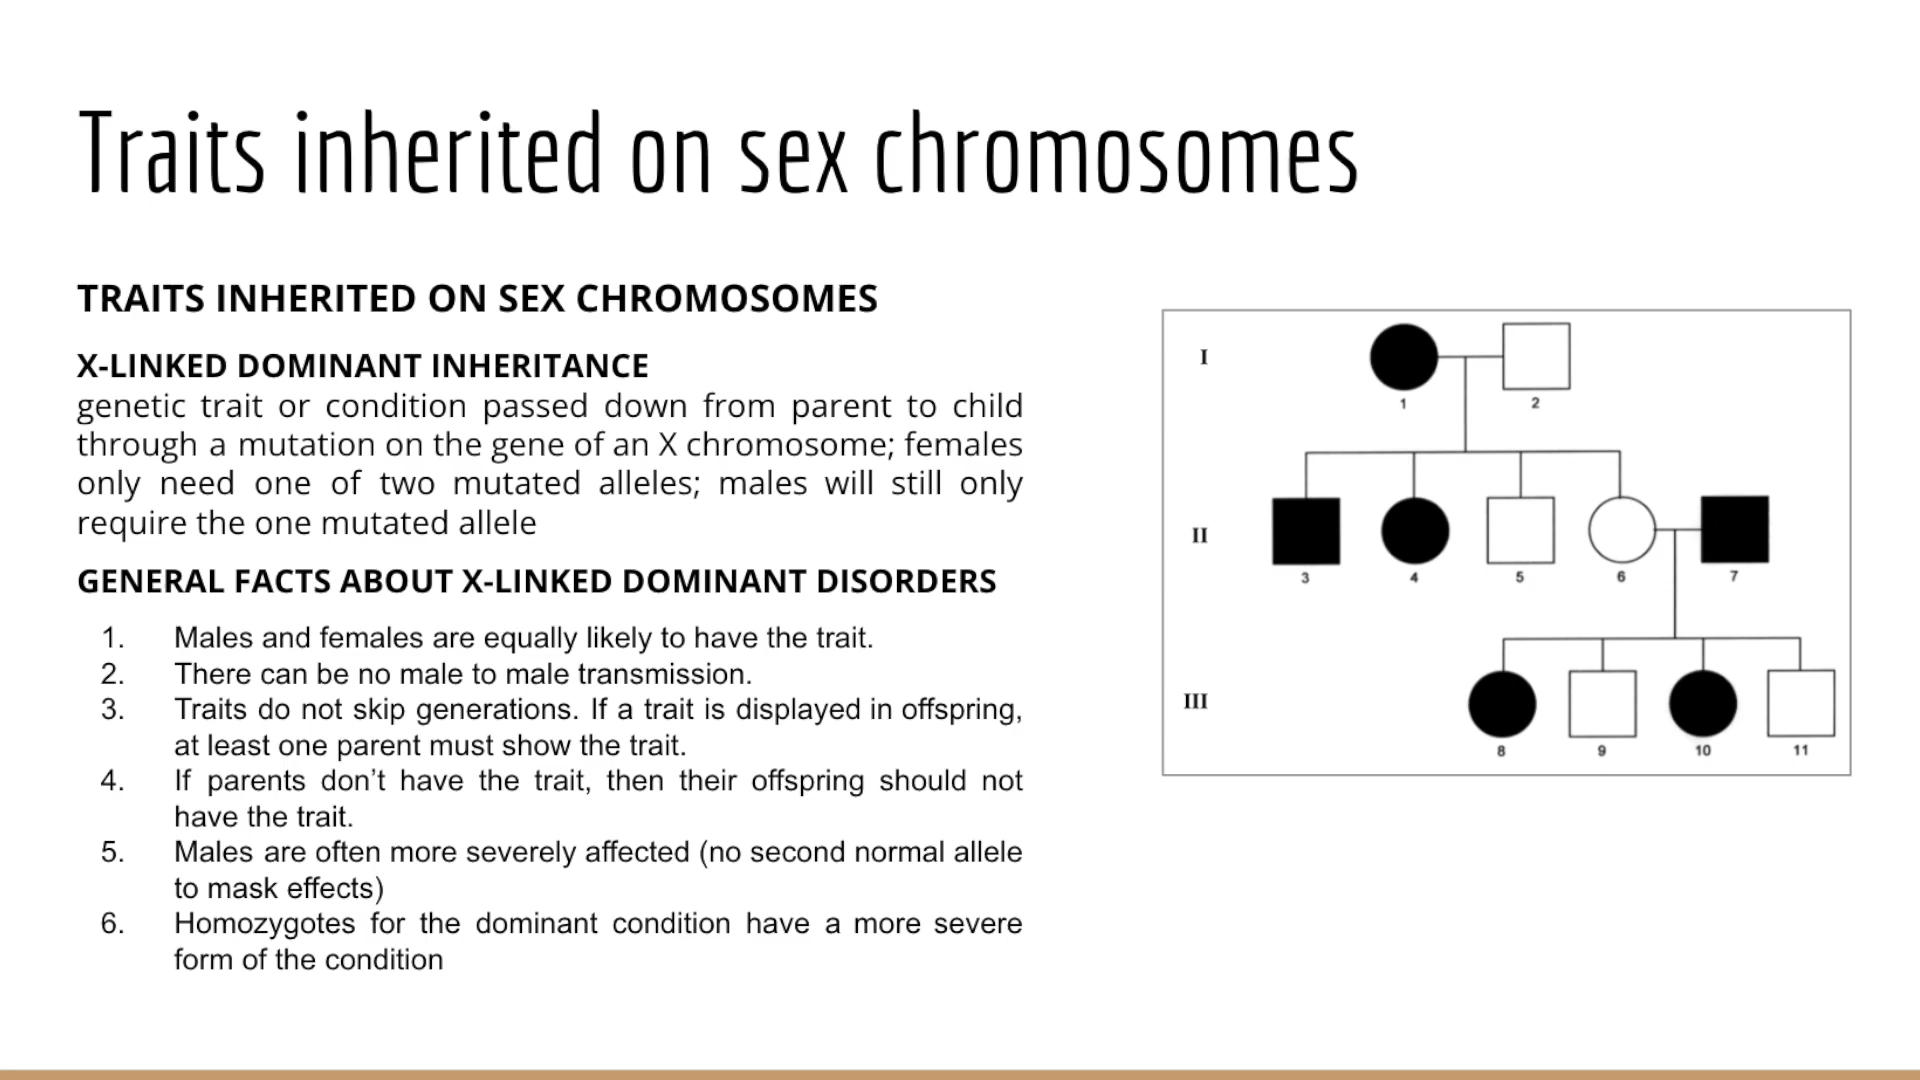 Traits inherited on sex chromosomes
TRAITS INHERITED ON SEX CHROMOSOMES
X-LINKED DOMINANT INHERITANCE
genetic trait or condition passed down from parent to child
through a mutation on the gene of an X chromosome; females
only need one of two mutated alleles; males will still only
require the one mutated allele
GENERAL FACTS ABOUT X-LINKED DOMINANT DISORDERS
1. Males and females are equally likely to have the trait.
2. There can be no male to male transmission.
3. Traits do not skip generations. If a trait is displayed in offspring,
at least one parent must show the trait.
4. If parents don’t have the trait, then their offspring should not
have the trait.
5. Males are often more severely affected (no second normal allele
to mask effects)
6. Homozygotes for the dominant condition have a more severe
form of the condition
I
1 2
II
3 4 5 6 7
III
8 9 10 11